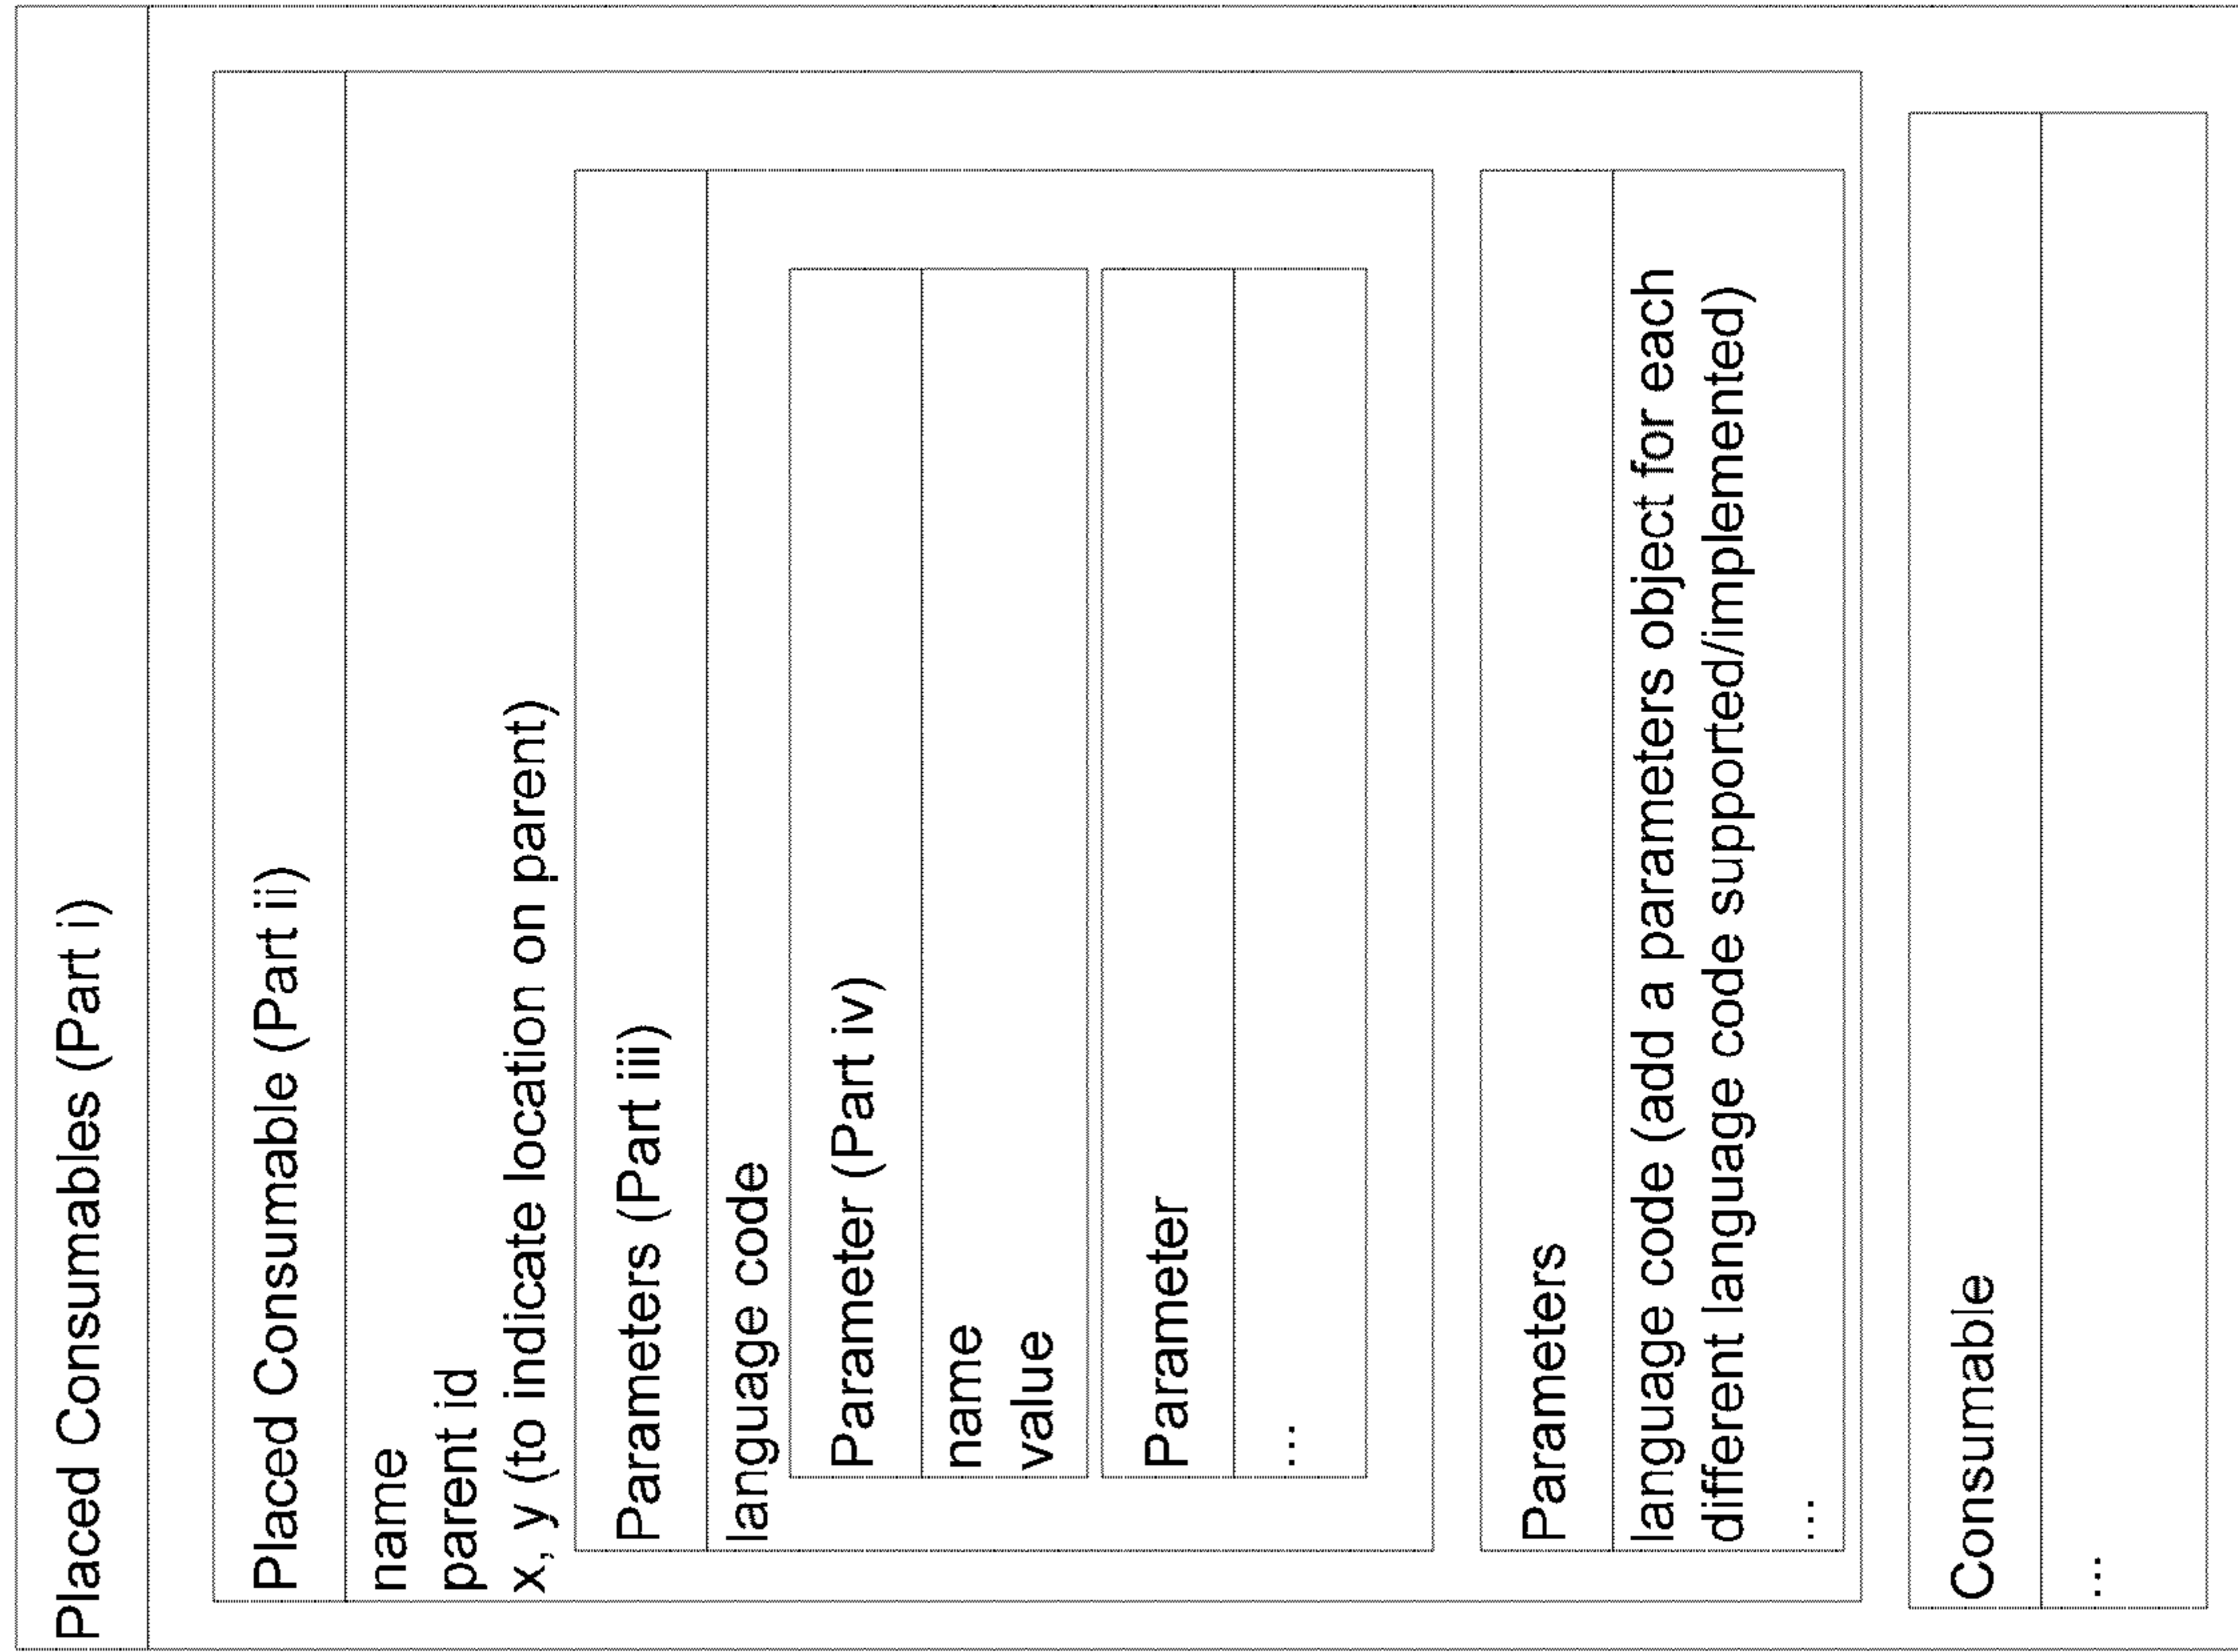 Placed Consumables (Part i)
Placed Consumable (Part ii)
name
parent id
x, y (to indicate location on parent)
Parameters (Part iii)
language code
Parameter (Part iv)
name
value
Parameter
...
Parameters
language code (add a parameters object for each
different language code supported/implemented)
...
Consumable
...